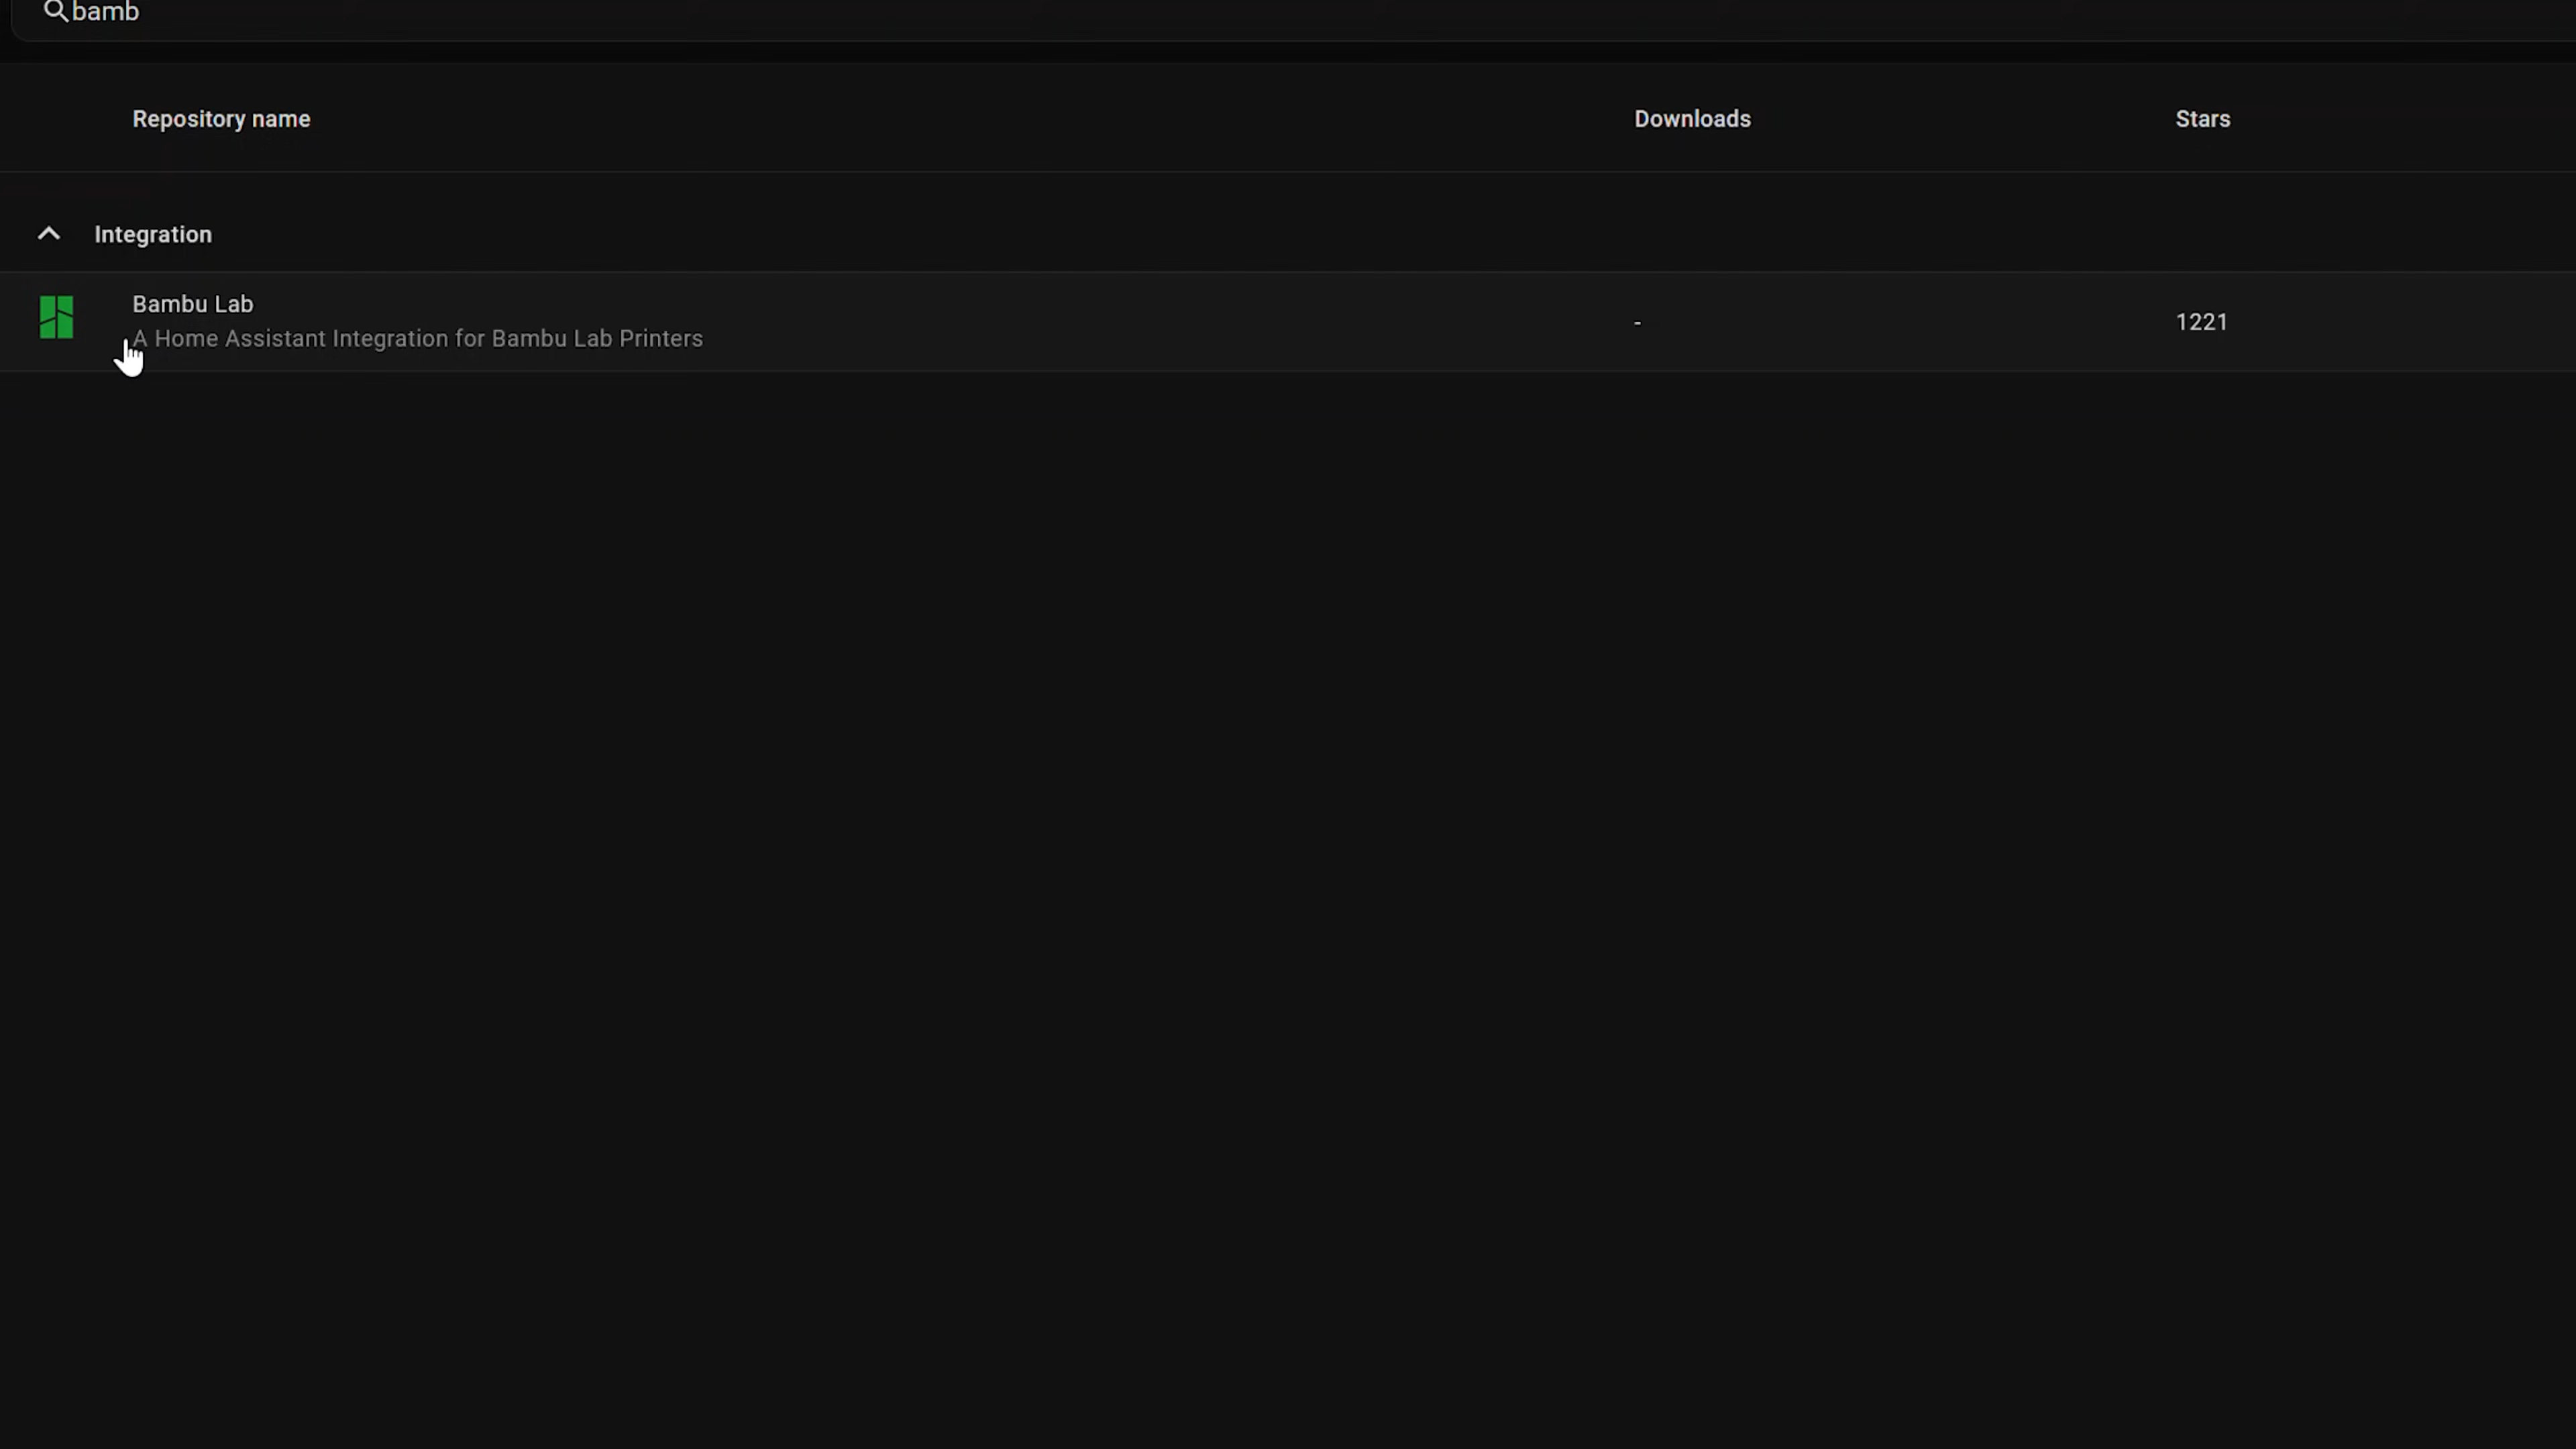 bamb
Repository name Downloads Stars
Integration
Bambu Lab
A Home Assistant Integration for Bambu Lab Printers
- 1221